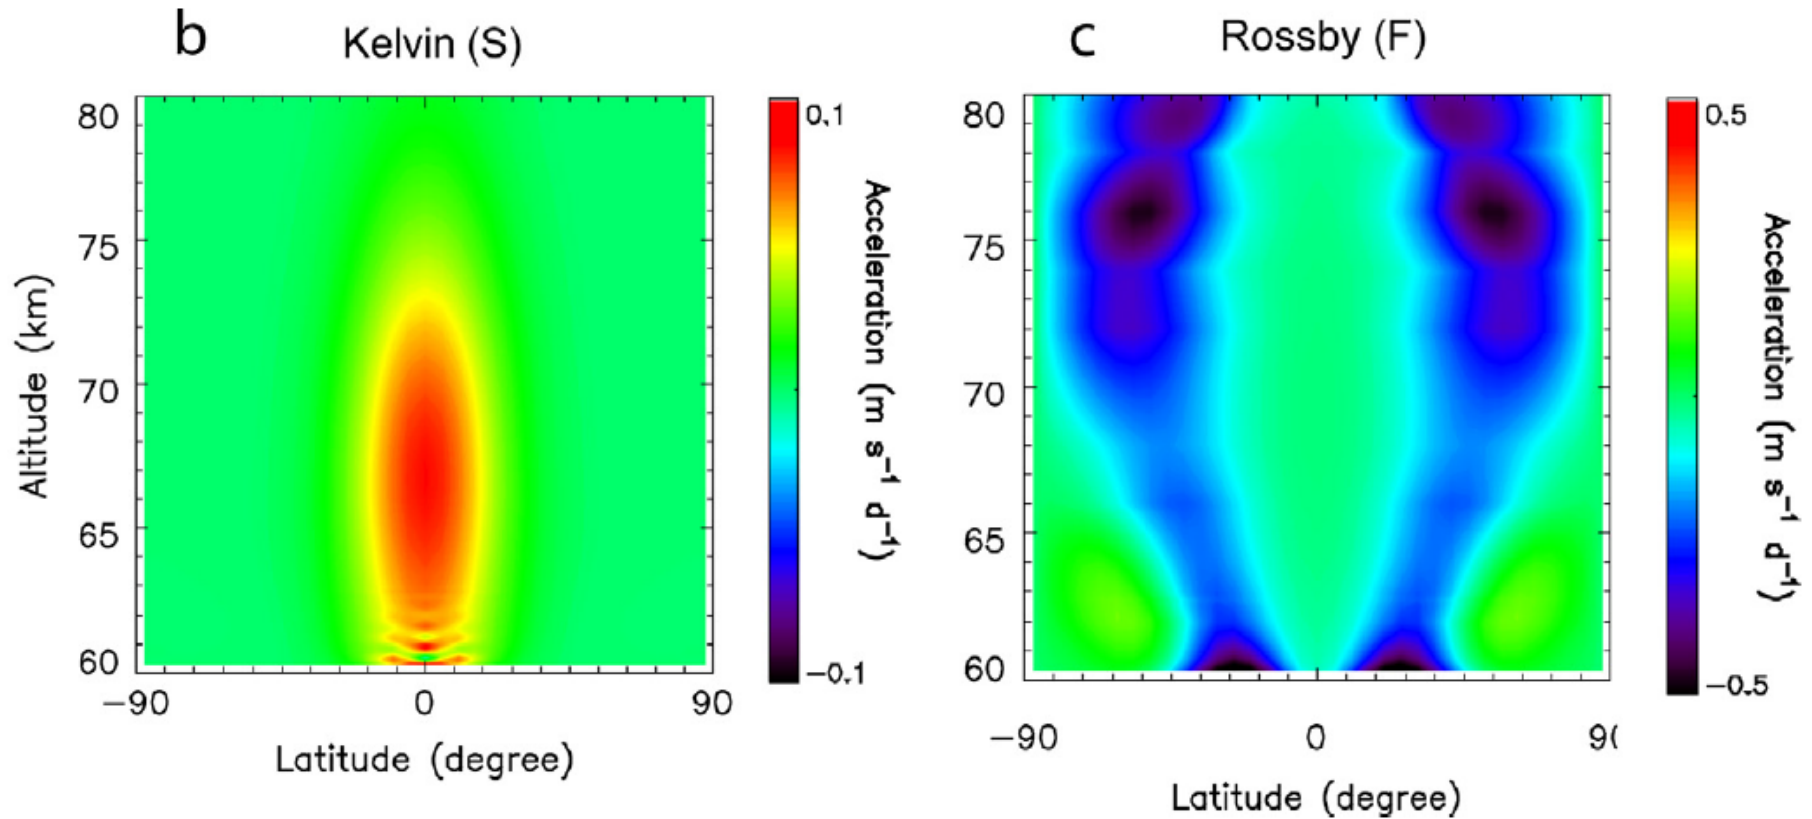 b Kelvin (S)
80
75
70
65
60
−90 0 90
Latitude (degree)
Altitude (km)
0.1
−0.1
Acceleration (m s−1 d−1)
c Rossby (F)
80
75
70
65
60
−90 0 9(
Latitude (degree)
0.5
−0.5
Acceleration (m s−1 d−1)